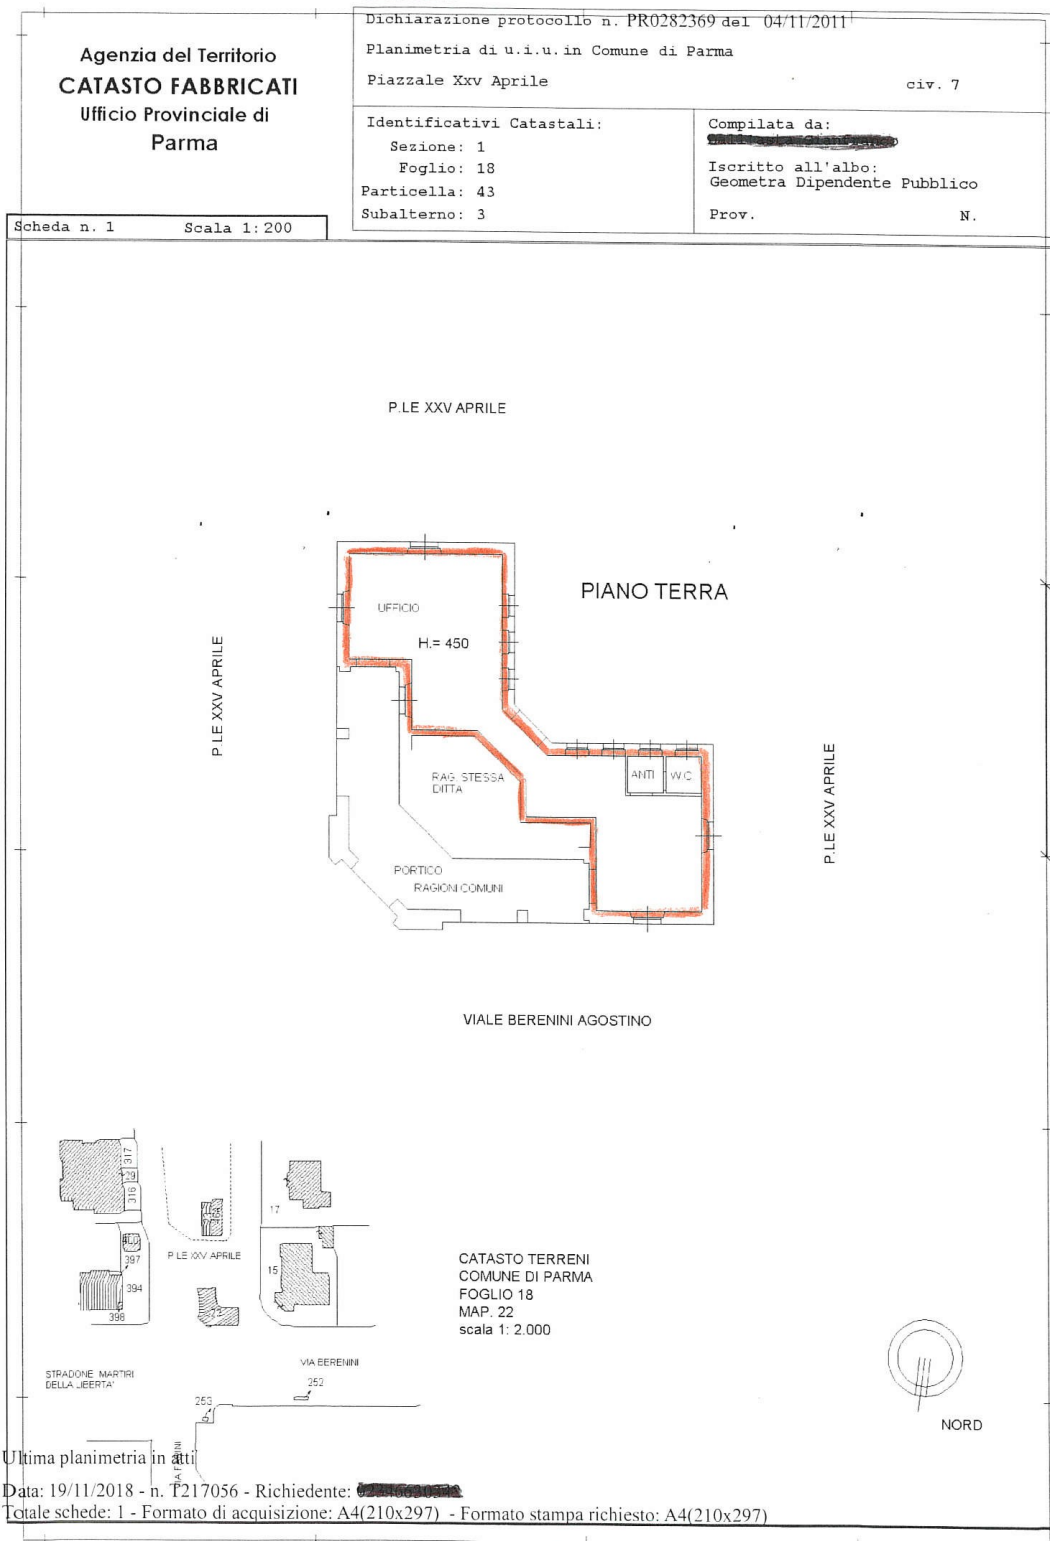 Agenzia del Territorio
CATASTO FABBRICATI
Ufficio Provinciale di
Parma
Dichiarazione protocollo n. PR0282369 del 04/11/2011
Planimetria di u.i.u. in Comune di Parma
Piazzale Xxv Aprile civ. 7
Identificativi Catastali:
Sezione: 1
Foglio: 18
Particella: 43
Subalterno: 3
Compilata da:
Iscritto all'albo:
Geometra Dipendente Pubblico
Prov. N.
Scheda n. 1 Scala 1:200
P.LE XXV APRILE
PIANO TERRA
UFFICIO
H.= 450
P.LE XXV APRILE
RAG. STESSA
DITTA
ANTI W.C.
P.LE XXV APRILE
PORTICO
RAGIONI COMUNI
VIALE BERENINI AGOSTINO
317
316
17
P.LE XXV APRILE
397
15
394
398
22
CATASTO TERRENI
COMUNE DI PARMA
FOGLIO 18
MAP. 22
scala 1: 2.000
VIA BERENINI
STRADONE MARTIRI
DELLA LIBERTA'
252
253
NORD
VIA FARINI
Ultima planimetria in atti
Data: 19/11/2018 - n. T217056 - Richiedente:
Totale schede: 1 - Formato di acquisizione: A4(210x297) - Formato stampa richiesto: A4(210x297)